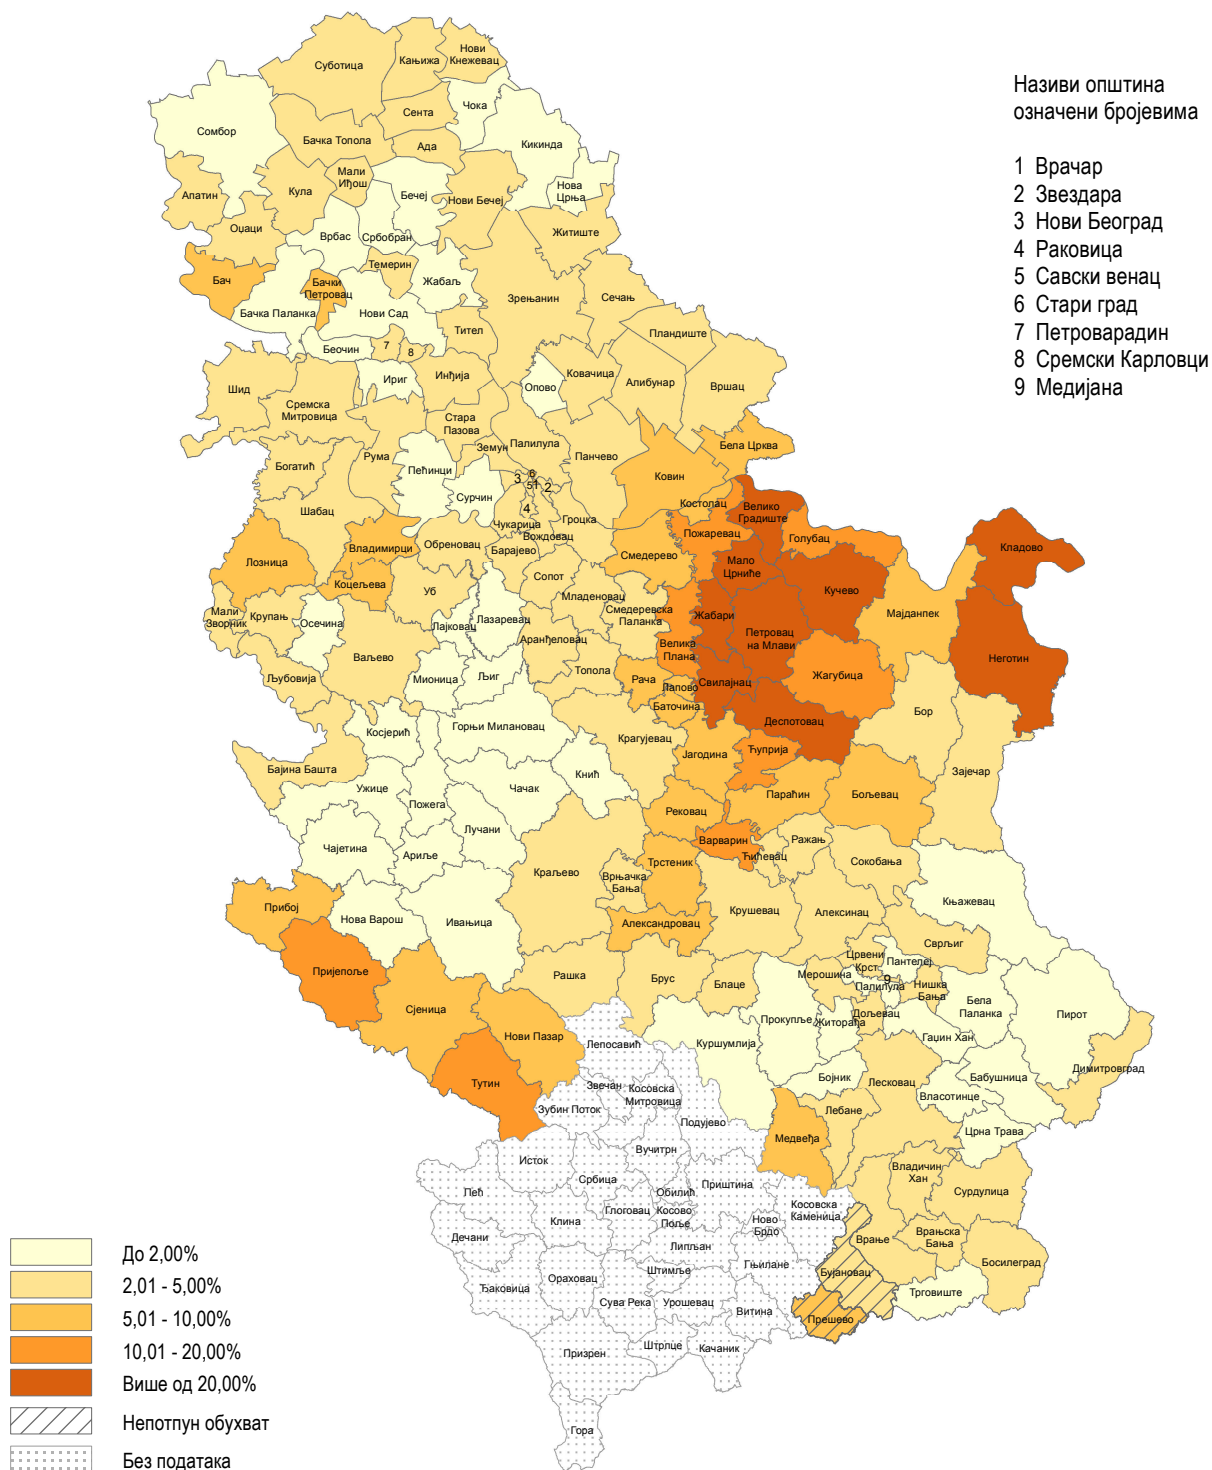 Називи општина
означени бројевима
1 Врачар
2 Звездара
3 Нови Београд
4 Раковица
5 Савски венац
6 Стари град
7 Петроварадин
8 Сремски Карловци
9 Медијана
Суботица
Кањижа
Нови
Кнежевац
Сомбор
Чока
Сента
Бачка Топола
Ада
Кикинда
Мали
Иђош
Апатин
Кула
Бечеј
Нови Бечеј
Нова
Црња
Оџаци
Врбас
Србобран
Житиште
Темерин
Бач
Бачки
Петровац
Жабаљ
Зрењанин
Сечањ
Бачка Паланка
Нови Сад
Тител
Пландиште
Беочин
7
8
Ириг
Инђија
Опово
Ковачица
Алибунар
Вршац
Шид
Сремска
Митровица
Стара
Пазова
Рума
Земун
Палилула
Панчево
Бела Црква
Богатић
Пећинци
Сурчин
3
6
5
1
2
4
Ковин
Шабац
Чукарица
Гроцка
Костолац
Велико
Градиште
Вождовац
Пожаревац
Голубац
Кладово
Владимирци
Обреновац
Барајево
Смедерево
Лозница
Коцељева
Уб
Сопот
Мало
Црниће
Кучево
Мали
Зворник
Крупањ
Осечина
Младеновац
Смедеревска
Паланка
Жабари
Мајданпек
Лајковац
Лазаревац
Аранђеловац
Петровац
на Млави
Велика
Плана
Неготин
Ваљево
Љубовија
Мионица
Љиг
Топола
Рача
Лапово
Свилајнац
Жагубица
Баточина
Бор
Косјерић
Горњи Милановац
Деспотовац
Крагујевац
Јагодина
Ћуприја
Бајина Башта
Зајечар
Кнић
Ужице
Чачак
Пожега
Параћин
Бољевац
Рековац
Лучани
Варварин
Чајетина
Ариље
Ражањ
Ћићевац
Сокобања
Трстеник
Краљево
Врњачка
Бања
Прибој
Нова Варош
Ивањица
Крушевац
Алексинац
Књажевац
Александровац
Сврљиг
Црвени
Крст
Пантелеј
Пријепоље
Рашка
Брус
Блаце
Мерошина
9
Палилула
Нишка
Бања
Бела
Паланка
Пирот
Сјеница
Дољевац
Нови Пазар
Прокупље
Житорађа
Гаџин Хан
Лепосавић
Куршумлија
Димитровград
Тутин
Звечан
Косовска
Митровица
Бојник
Лесковац
Бабушница
Власотинце
Зубин Поток
Лебане
Подујево
Црна Трава
Медвеђа
Вучитрн
Исток
Србица
Владичин
Хан
Пећ
Обилић
Приштина
Сурдулица
Глоговац
Косово
Поље
Косовска
Каменица
Клина
Ново
Брдо
Дечани
Липљан
Врање
Врањска
Бања
Босилеград
Гњилане
Штимље
Бујановац
Ђаковица
Ораховац
Трговиште
Сува Река
Урошевац
Витина
Прешево
Штрпце
Качаник
Призрен
Гора
До 2,00%
2,01 - 5,00%
5,01 - 10,00%
10,01 - 20,00%
Више од 20,00%
Непотпун обухват
Без података